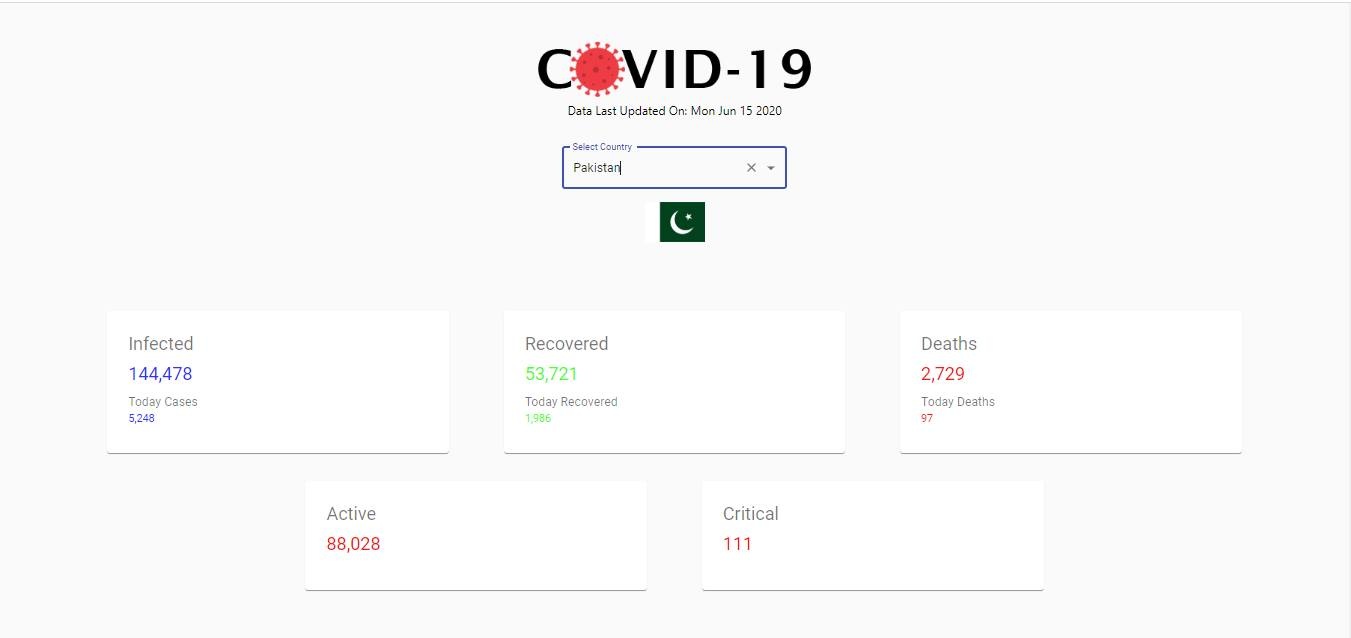 COVID-19
Data Last Updated On: Mon Jun 15 2020
Select Country
Pakistan
Infected
144,478
Today Cases
5,248
Recovered
53,721
Today Recovered
1,986
Deaths
2,729
Today Deaths
97
Active
88,028
Critical
111